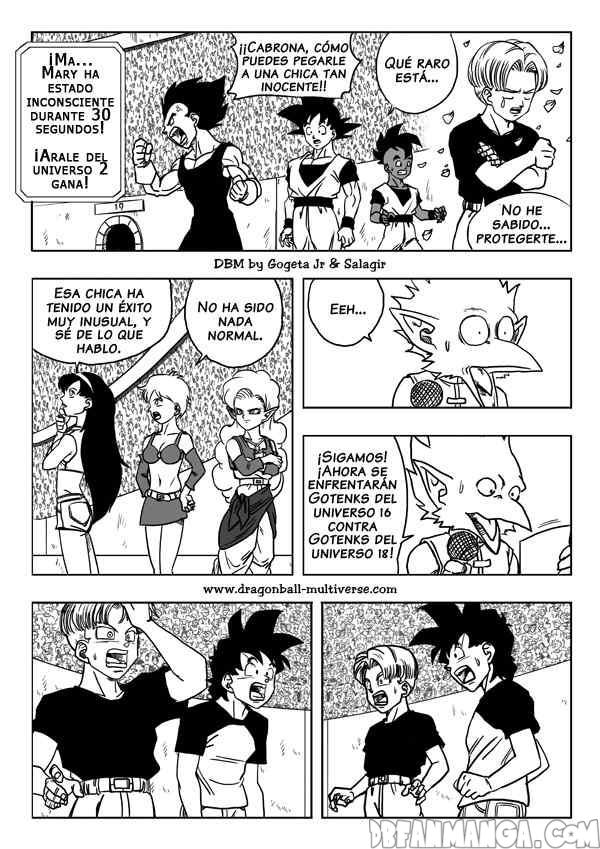 ¡MA...
MARY HA
ESTADO
INCONSCIENTE
DURANTE 30
SEGUNDOS!
¡ARALE DEL
UNIVERSO 2
GANA!
¡¡CABRONA, CÓMO
PUEDES PEGARLE
A UNA CHICA TAN
INOCENTE!!
QUÉ RARO
ESTÁ...
NO HE
SABIDO...
PROTEGERTE...
19
DBM by Gogeta Jr & Salagir
ESA CHICA HA
TENIDO UN ÉXITO
MUY INUSUAL, Y
SÉ DE LO QUE
HABLO.
NO HA SIDO
NADA
NORMAL.
EEH...
¡SIGAMOS!
¡AHORA SE
ENFRENTARÁN
GOTENKS DEL
UNIVERSO 16
CONTRA
GOTENKS DEL
UNIVERSO 18!
www.dragonball-multiverse.com
DBFANMANGA.COM